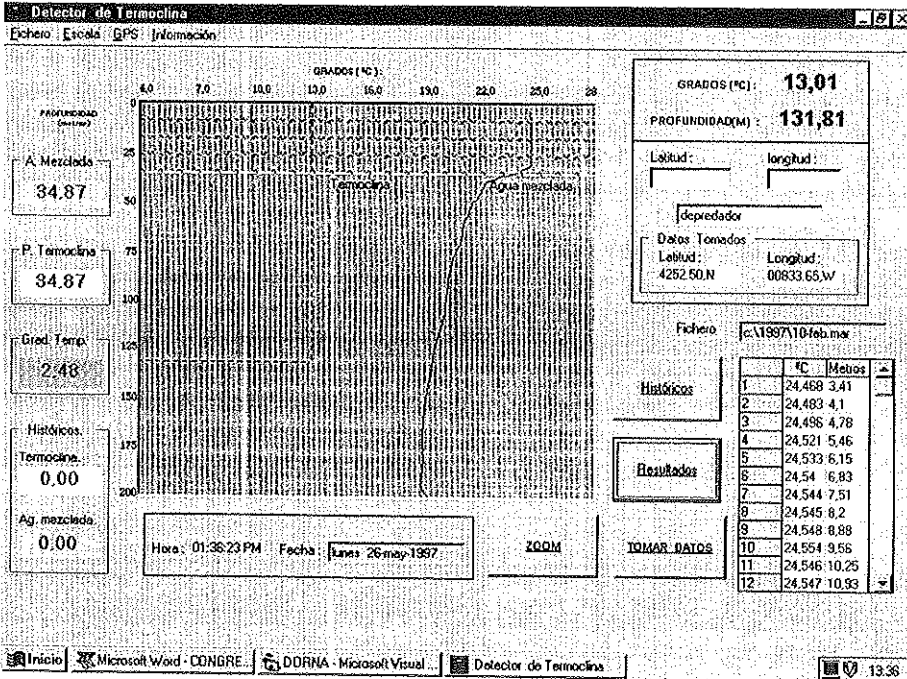 Detector de Termoclina
Fichero Escala GPS Información
GRADOS (ºC):
4,0 7,0 10,0 13,0 16,0 19,0 22,0 25,0 28
PROFUNDIDAD
(metros)
0
25
50
75
100
125
150
175
200
Termoclina
Agua mezclada
A. Mezclada
34,87
P. Termoclina
34,87
Grad. Temp.
2,48
Históricos.
Termoclina.
0,00
Ag. mezclada
0,00
GRADOS (ºC): 13,01
PROFUNDIDAD(M) : 131,81
Latitud : longitud :
depredador
Datos Tomados
Latitud : Longitud :
4252.50,N 00833.65,W
Fichero c:\1997\10-feb.mar
Históricos
Resultados
ZOOM
TOMAR DATOS
ºC Metros
1 24,468 3,41
2 24,483 4,1
3 24,496 4,78
4 24,521 5,46
5 24,533 6,15
6 24,54 6,83
7 24,544 7,51
8 24,545 8,2
9 24,548 8,88
10 24,554 9,56
11 24,546 10,25
12 24,547 10,93
Hora : 01:36:23 PM Fecha : lunes 26-may-1997
Inicio Microsoft Word - CONGRE... DORNA - Microsoft Visual ... Detector de Termoclina 13:36